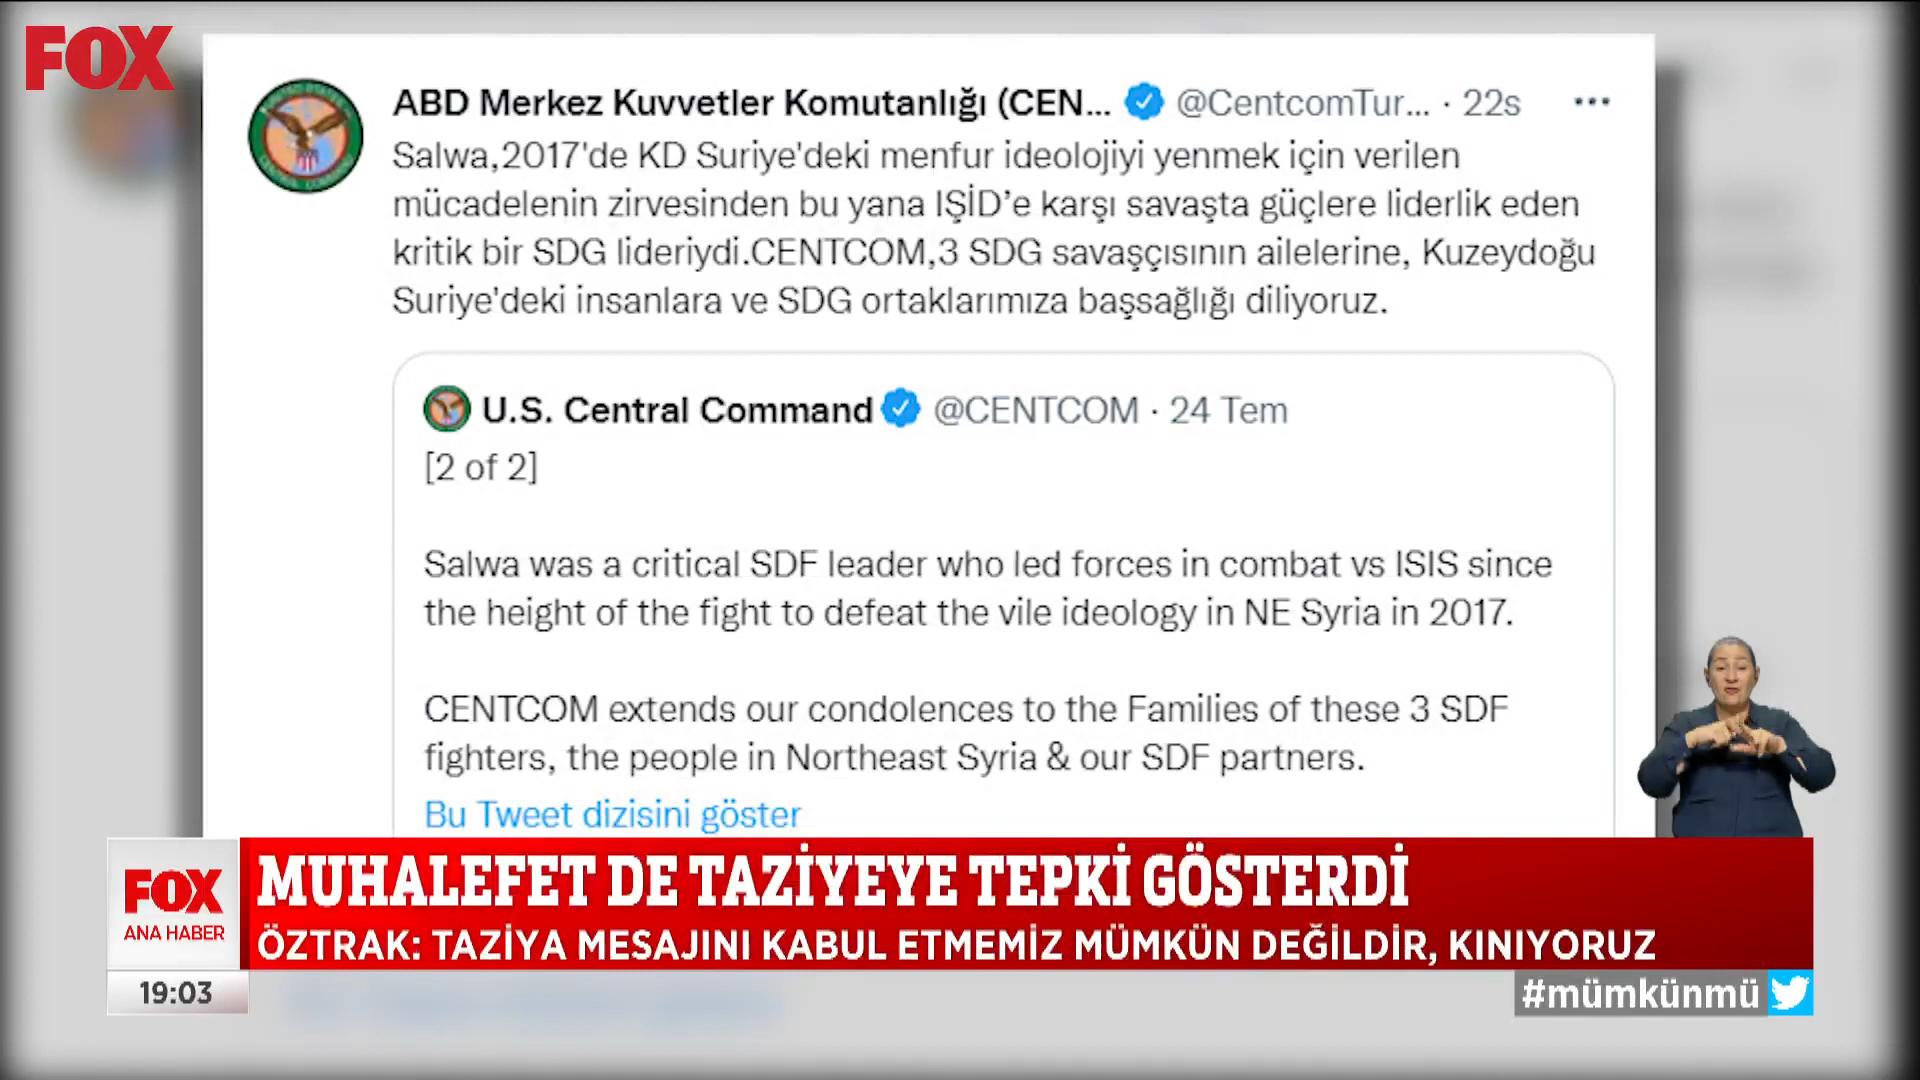 FOX
ABD Merkez Kuvvetler Komutanlığı (CEN... @CentcomTur... · 22s ...
Salwa,2017'de KD Suriye'deki menfur ideolojiyi yenmek için verilen
mücadelenin zirvesinden bu yana IŞİD’e karşı savaşta güçlere liderlik eden
kritik bir SDG lideriydi.CENTCOM,3 SDG savaşçısının ailelerine, Kuzeydoğu
Suriye'deki insanlara ve SDG ortaklarımıza başsağlığı diliyoruz.
U.S. Central Command @CENTCOM · 24 Tem
[2 of 2]
Salwa was a critical SDF leader who led forces in combat vs ISIS since
the height of the fight to defeat the vile ideology in NE Syria in 2017.
CENTCOM extends our condolences to the Families of these 3 SDF
fighters, the people in Northeast Syria & our SDF partners.
Bu Tweet dizisini göster
FOX
ANA HABER
MUHALEFET DE TAZİYEYE TEPKİ GÖSTERDİ
ÖZTRAK: TAZİYA MESAJINI KABUL ETMEMİZ MÜMKÜN DEĞİLDİR, KINIYORUZ
19:03
#mümkünmü